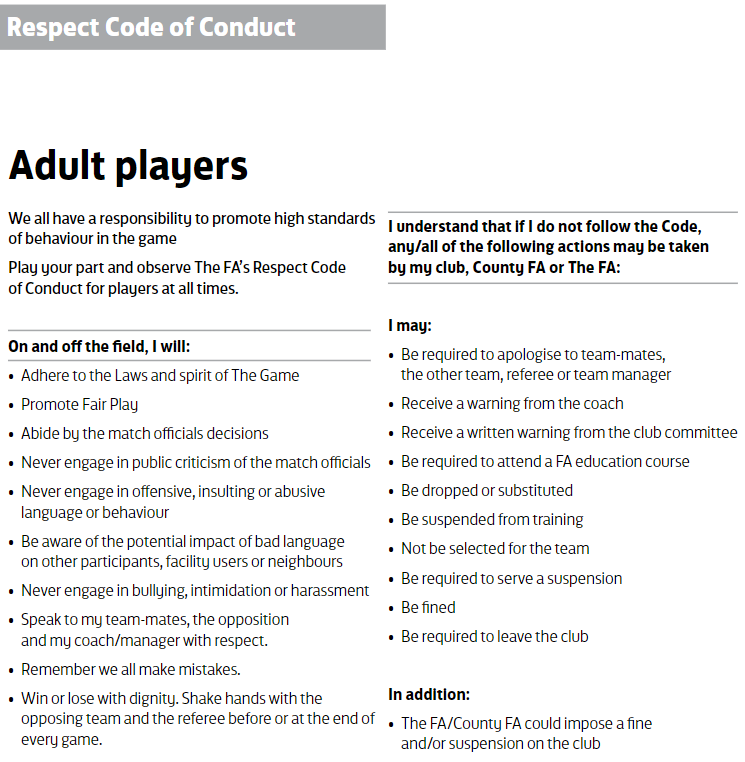 Respect Code of Conduct
Adult players
We all have a responsibility to promote high standards
of behaviour in the game
Play your part and observe The FA's Respect Code
of Conduct for players at all times.
On and off the field, I will:
• Adhere to the Laws and spirit of The Game
• Promote Fair Play
• Abide by the match officials decisions
• Never engage in public criticism of the match officials
• Never engage in offensive, insulting or abusive
language or behaviour
• Be aware of the potential impact of bad language
on other participants, facility users or neighbours
• Never engage in bullying, intimidation or harassment
• Speak to my team-mates, the opposition
and my coach/manager with respect.
• Remember we all make mistakes.
• Win or lose with dignity. Shake hands with the
opposing team and the referee before or at the end of
every game.
I understand that if I do not follow the Code,
any/all of the following actions may be taken
by my club, County FA or The FA:
I may:
• Be required to apologise to team-mates,
the other team, referee or team manager
• Receive a warning from the coach
• Receive a written warning from the club committee
• Be required to attend a FA education course
• Be dropped or substituted
• Be suspended from training
• Not be selected for the team
• Be required to serve a suspension
• Be fined
• Be required to leave the club
In addition:
• The FA/County FA could impose a fine
and/or suspension on the club